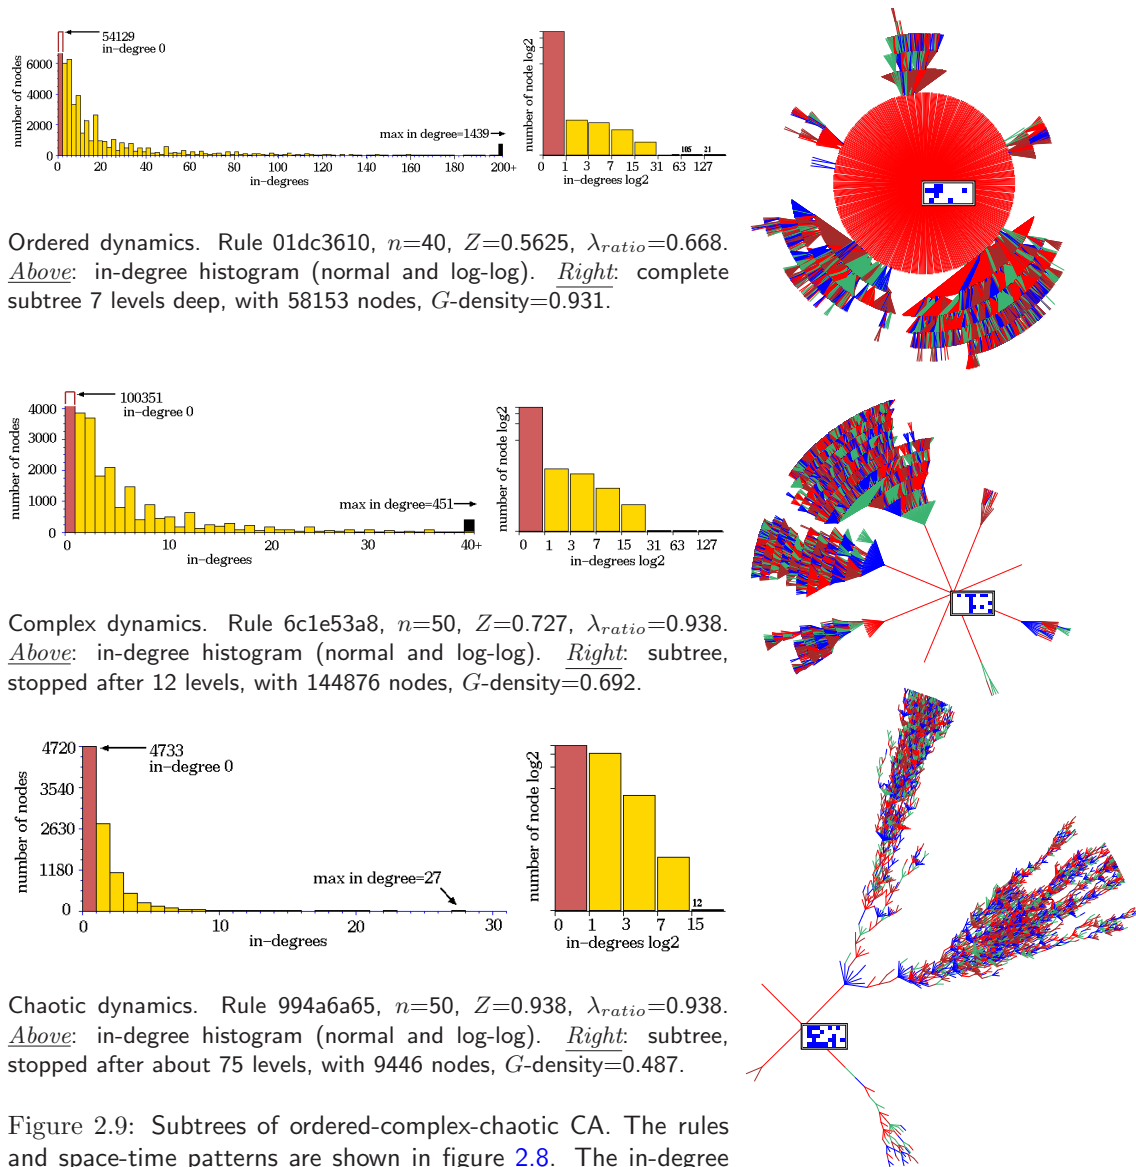 54129
in–degree 0
number of nodes
6000
4000
2000
0
max in degree=1439
0 20 40 60 80 100 120 140 160 180 200+
in–degrees
number of node log2
105 21
0 1 3 7 15 31 63 127
in–degrees log2
Ordered dynamics. Rule 01dc3610, n=40, Z=0.5625, λratio=0.668.
Above: in-degree histogram (normal and log-log). Right: complete
subtree 7 levels deep, with 58153 nodes, G-density=0.931.
100351
in–degree 0
number of nodes
4000
3000
2000
1000
0
max in degree=451
0 10 20 30 40+
in–degrees
number of node log2
0 1 3 7 15 31 63 127
in–degrees log2
Complex dynamics. Rule 6c1e53a8, n=50, Z=0.727, λratio=0.938.
Above: in-degree histogram (normal and log-log). Right: subtree,
stopped after 12 levels, with 144876 nodes, G-density=0.692.
4733
in–degree 0
number of nodes
4720
3540
2630
1180
0
max in degree=27
0 10 20 30
in–degrees
number of node log2
12
0 1 3 7 15
in–degrees log2
Chaotic dynamics. Rule 994a6a65, n=50, Z=0.938, λratio=0.938.
Above: in-degree histogram (normal and log-log). Right: subtree,
stopped after about 75 levels, with 9446 nodes, G-density=0.487.
Figure 2.9: Subtrees of ordered-complex-chaotic CA. The rules
and space-time patterns are shown in figure 2.8. The in-degree